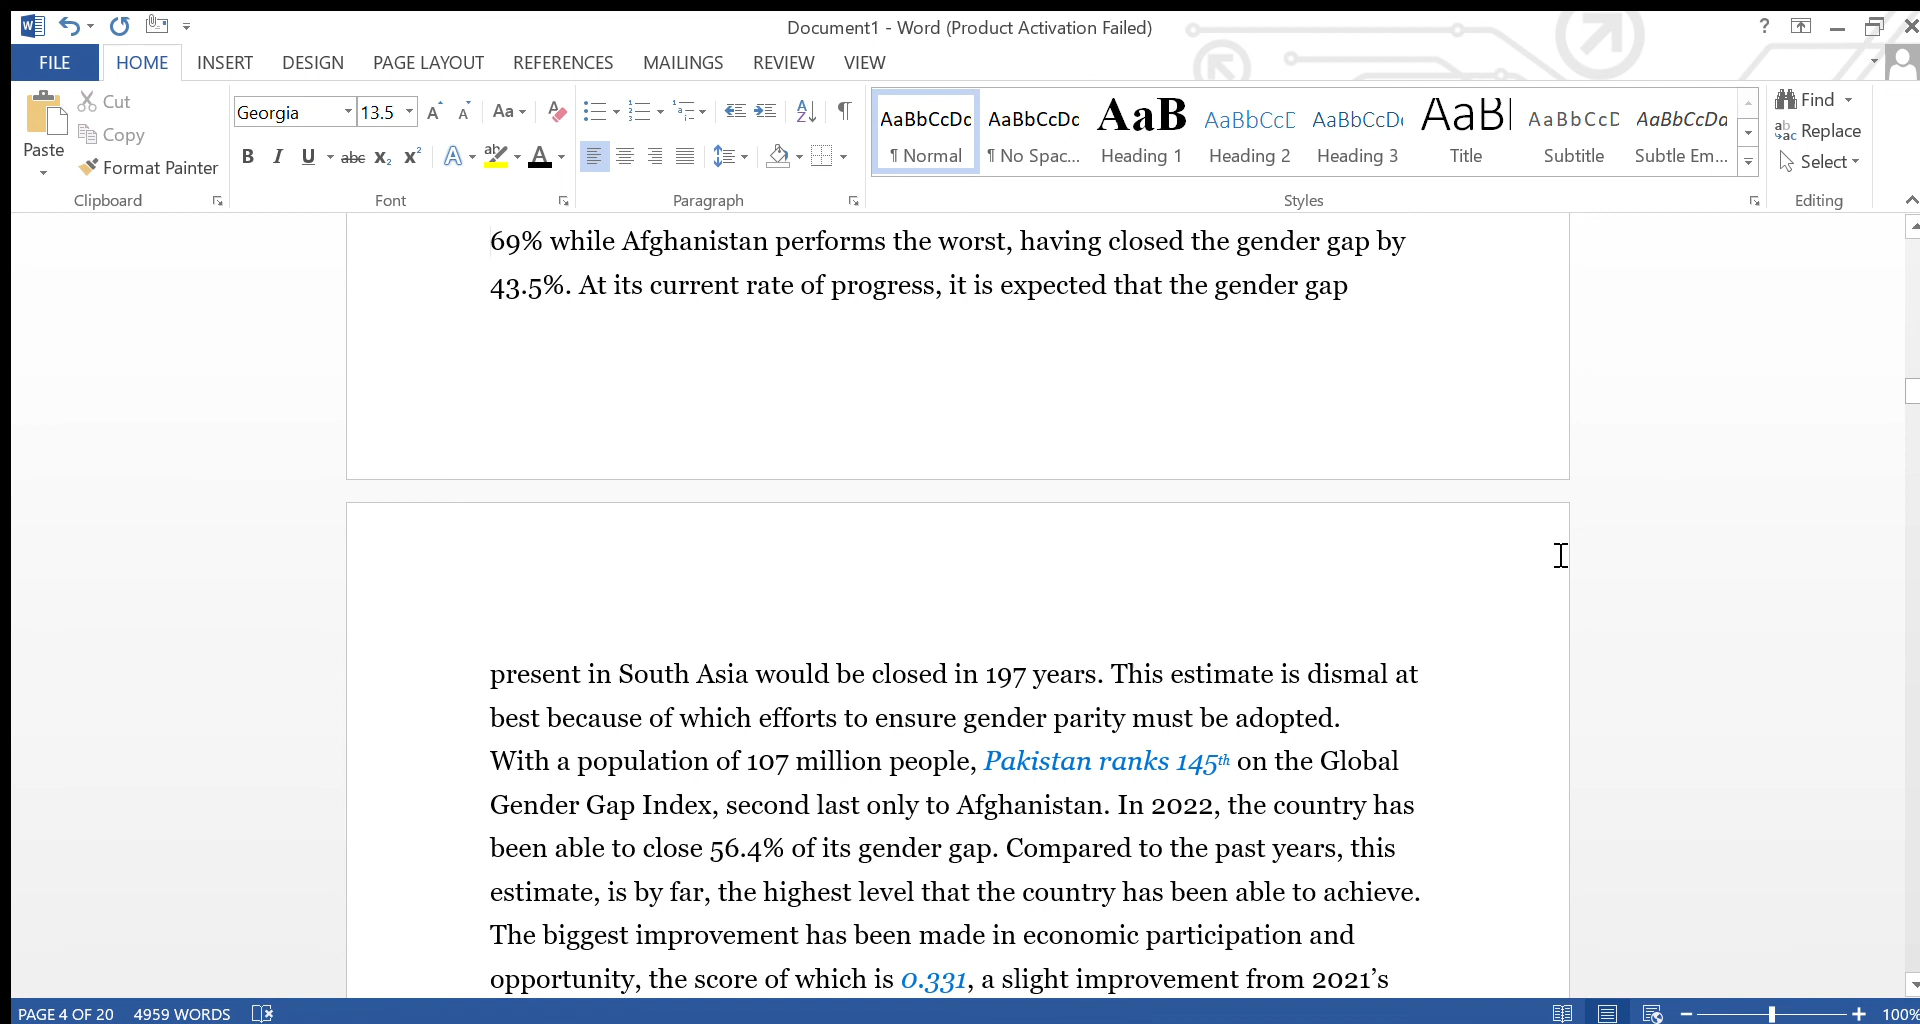 Document1 - Word (Product Activation Failed)
?
FILE HOME INSERT DESIGN PAGE LAYOUT REFERENCES MAILINGS REVIEW VIEW
Paste
Cut
Copy
Format Painter
Clipboard
Georgia 13.5
Aa
B I U abc X₂ X²
A ab A
Font
Paragraph
AaBbCcDc AaBbCcDc AaB AaBbCcD AaBbCcDc AaB AaBbCcD AaBbCcDa
¶ Normal ¶ No Spac... Heading 1 Heading 2 Heading 3 Title Subtitle Subtle Em...
Styles
Find
Replace
Select
Editing
69% while Afghanistan performs the worst, having closed the gender gap by
43.5%. At its current rate of progress, it is expected that the gender gap
present in South Asia would be closed in 197 years. This estimate is dismal at
best because of which efforts to ensure gender parity must be adopted.
With a population of 107 million people, Pakistan ranks 145th on the Global
Gender Gap Index, second last only to Afghanistan. In 2022, the country has
been able to close 56.4% of its gender gap. Compared to the past years, this
estimate, is by far, the highest level that the country has been able to achieve.
The biggest improvement has been made in economic participation and
opportunity, the score of which is 0.331, a slight improvement from 2021's
PAGE 4 OF 20 4959 WORDS
100%